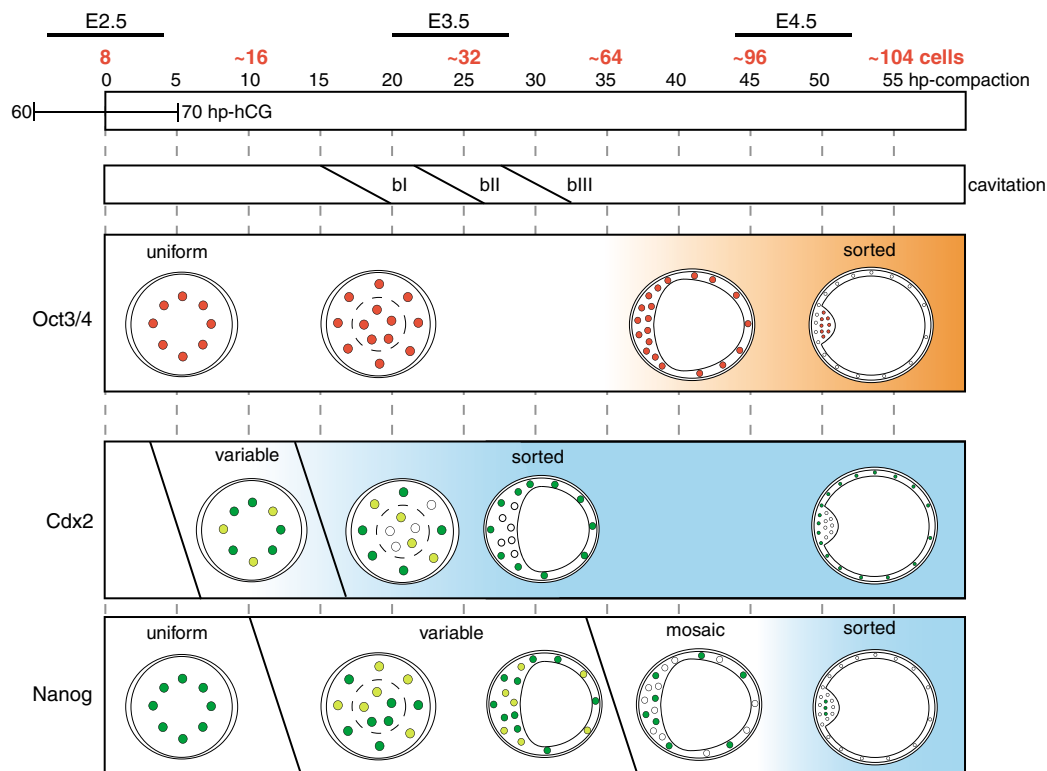 E2.5 E3.5 E4.5
8 ~16 ~32 ~64 ~96 ~104 cells
0 5 10 15 20 25 30 35 40 45 50 55 hp-compaction
60 70 hp-hCG
bI bII bIII cavitation
uniform sorted
Oct3/4
variable sorted
Cdx2
uniform variable mosaic sorted
Nanog